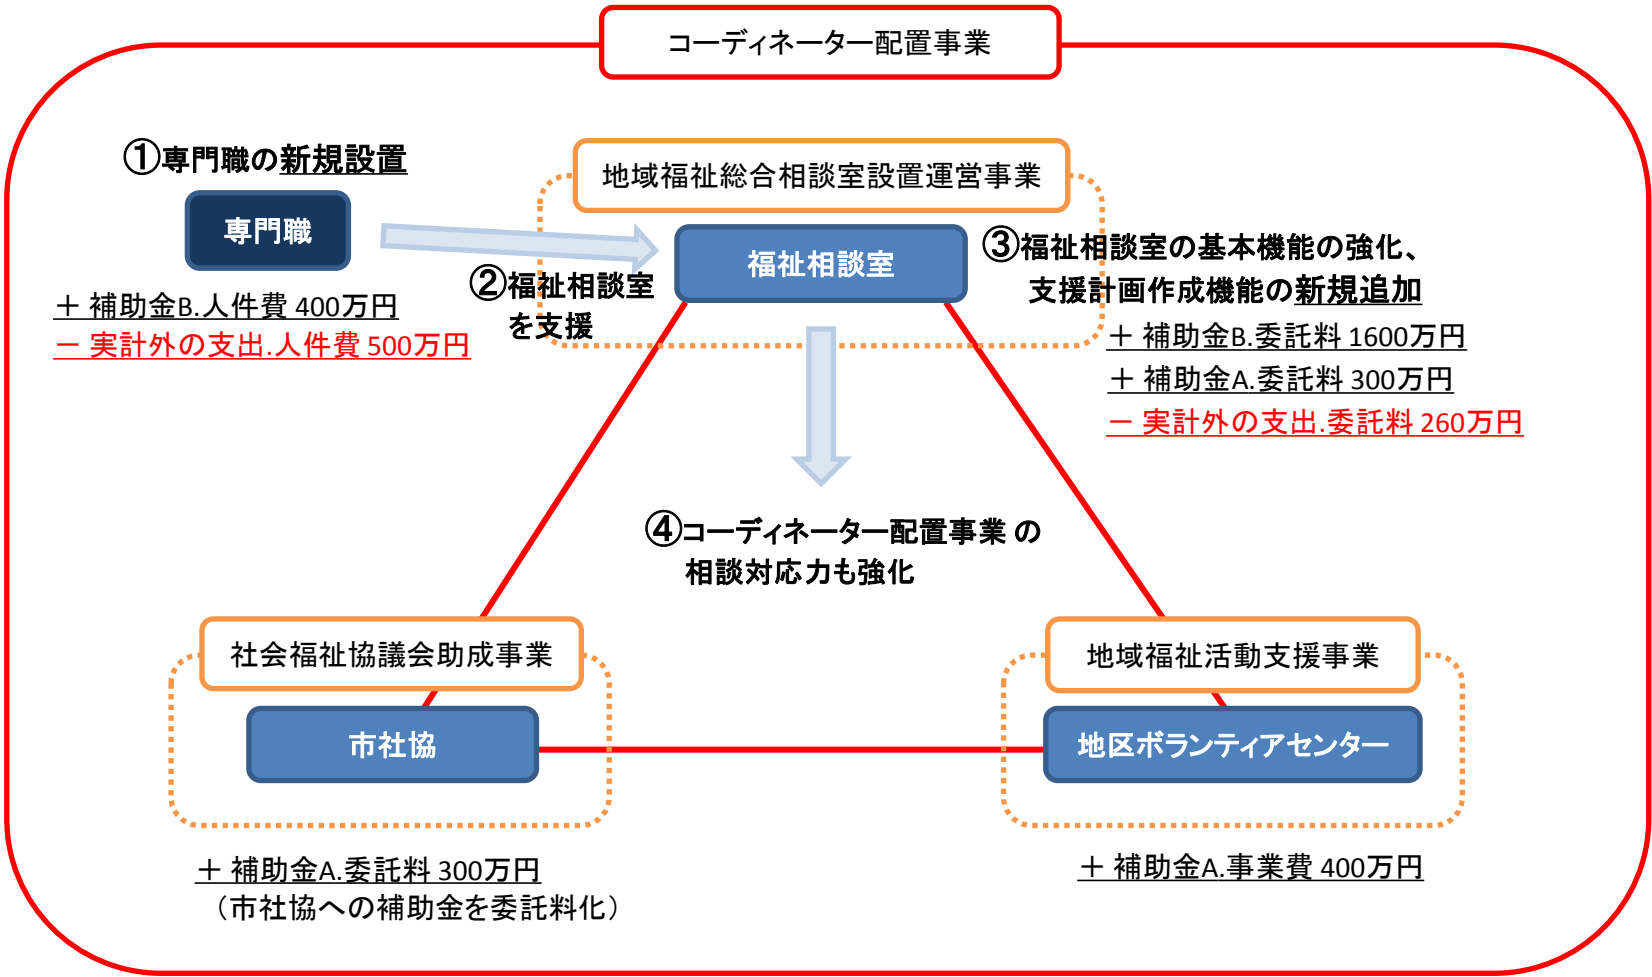 コーディネーター配置事業
①専門職の新規設置
専門職
＋ 補助金B.人件費 400万円
－ 実計外の支出.人件費 500万円
地域福祉総合相談室設置運営事業
福祉相談室
②福祉相談室
を支援
③福祉相談室の基本機能の強化、
支援計画作成機能の新規追加
＋ 補助金B.委託料 1600万円
＋ 補助金A.委託料 300万円
－ 実計外の支出.委託料 260万円
④コーディネーター配置事業 の
相談対応力も強化
社会福祉協議会助成事業
市社協
＋ 補助金A.委託料 300万円
（市社協への補助金を委託料化）
地域福祉活動支援事業
地区ボランティアセンター
＋ 補助金A.事業費 400万円